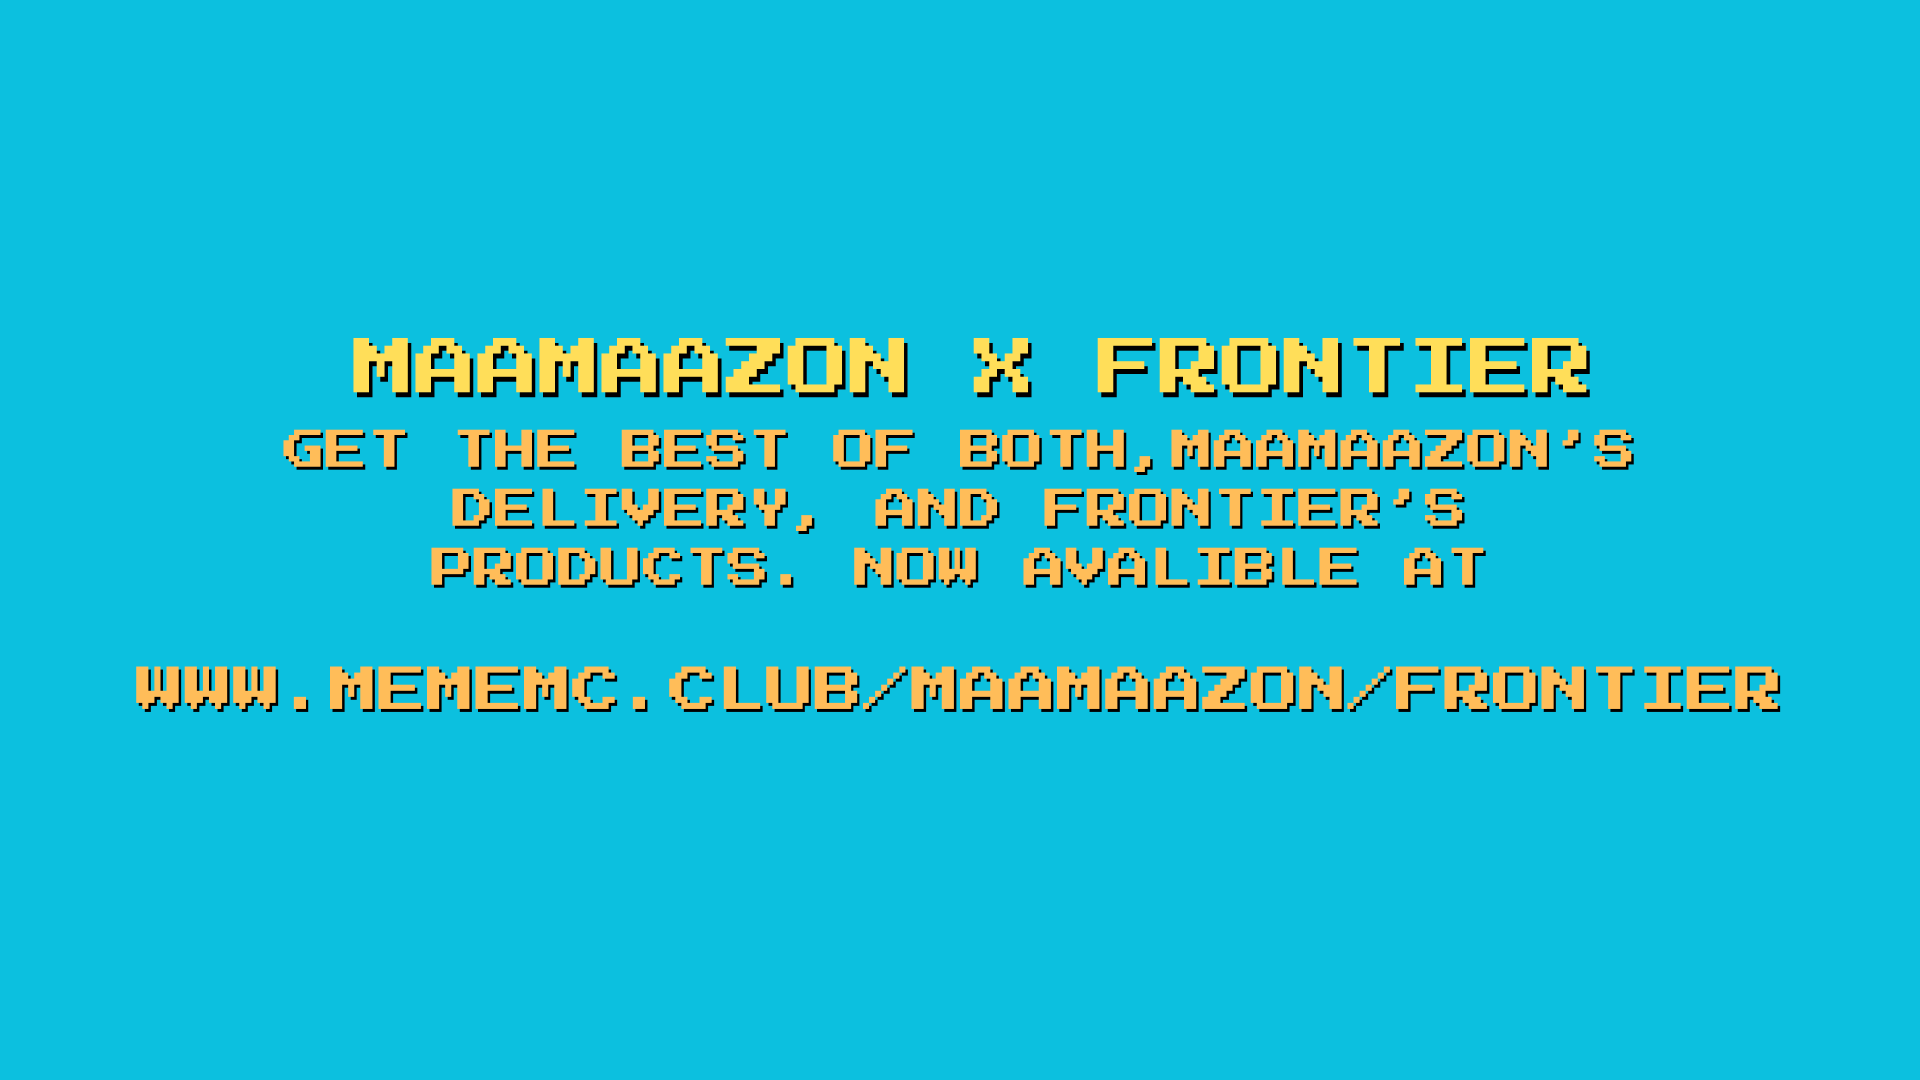 MAAMAAZON X FRONTIER
GET THE BEST OF BOTH,MAAMAAZON'S
DELIVERY, AND FRONTIER'S
PRODUCTS. NOW AVALIBLE AT
WWW.MEMEMC.CLUB/MAAMAAZON/FRONTIER